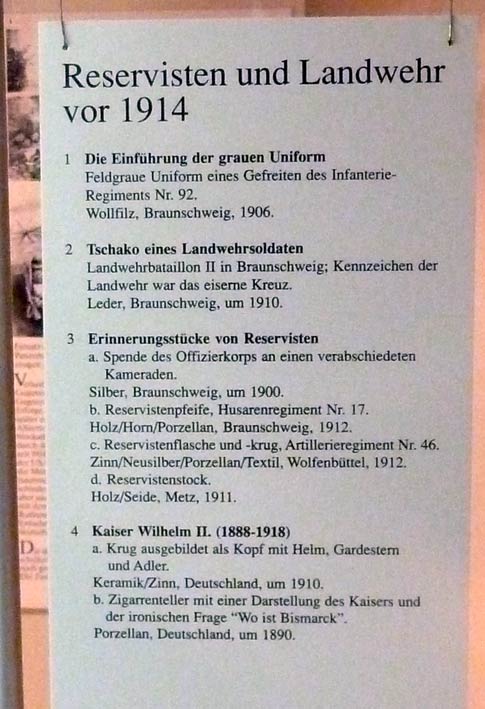 Reservisten und Landwehr
vor 1914
1 Die Einführung der grauen Uniform
Feldgraue Uniform eines Gefreiten des Infanterie-
Regiments Nr. 92.
Wollfilz, Braunschweig, 1906.
2 Tschako eines Landwehrsoldaten
Landwehrbataillon II in Braunschweig; Kennzeichen der
Landwehr war das eiserne Kreuz.
Leder, Braunschweig, um 1910.
3 Erinnerungsstücke von Reservisten
a. Spende des Offizierkorps an einen verabschiedeten
Kameraden.
Silber, Braunschweig, um 1900.
b. Reservistenpfeife, Husarenregiment Nr. 17.
Holz/Horn/Porzellan, Braunschweig, 1912.
c. Reservistenflasche und -krug, Artillerieregiment Nr. 46.
Zinn/Neusilber/Porzellan/Textil, Wolfenbüttel, 1912.
d. Reservistenstock.
Holz/Seide, Metz, 1911.
4 Kaiser Wilhelm II. (1888-1918)
a. Krug ausgebildet als Kopf mit Helm, Gardestern
und Adler.
Keramik/Zinn, Deutschland, um 1910.
b. Zigarrenteller mit einer Darstellung des Kaisers und
der ironischen Frage “Wo ist Bismarck”.
Porzellan, Deutschland, um 1890.